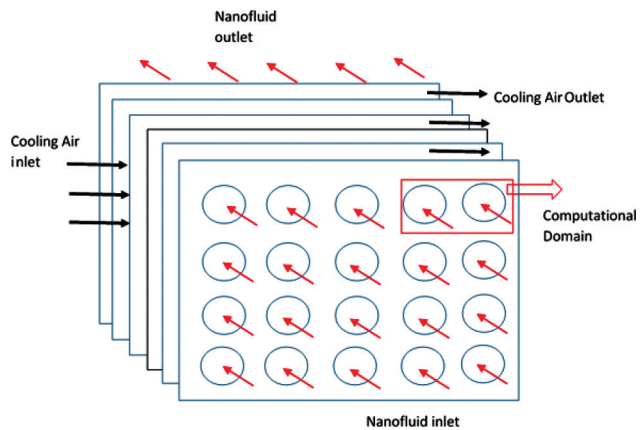 Nanofluid
outlet
Cooling Air Outlet
Cooling Air
inlet
Computational
Domain
Nanofluid inlet